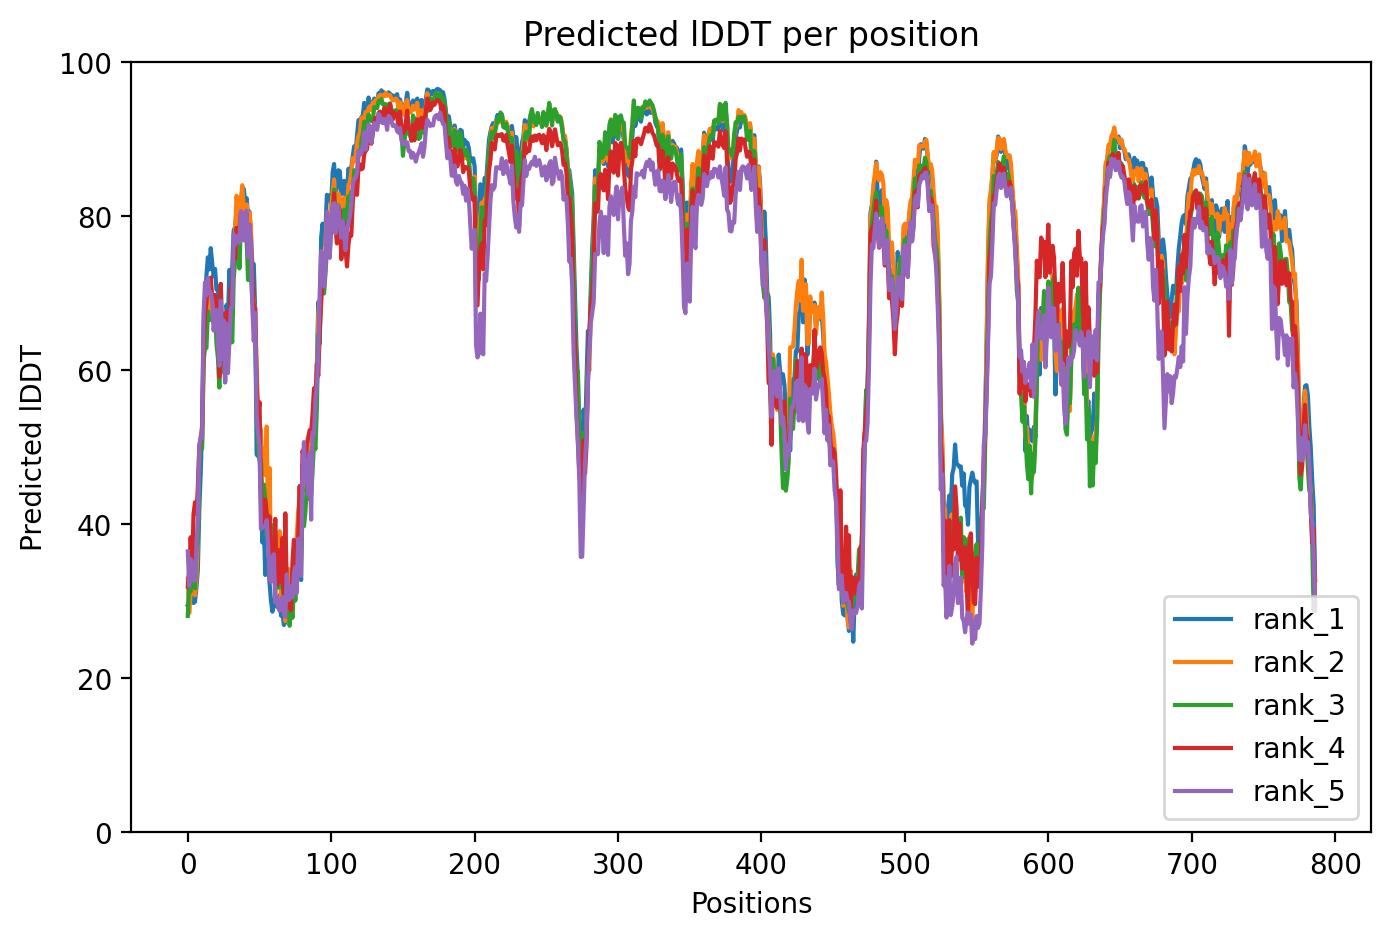 Predicted lDDT per position
100
80
60
40
20
0
Predicted lDDT
0 100 200 300 400 500 600 700 800
Positions
rank_1
rank_2
rank_3
rank_4
rank_5